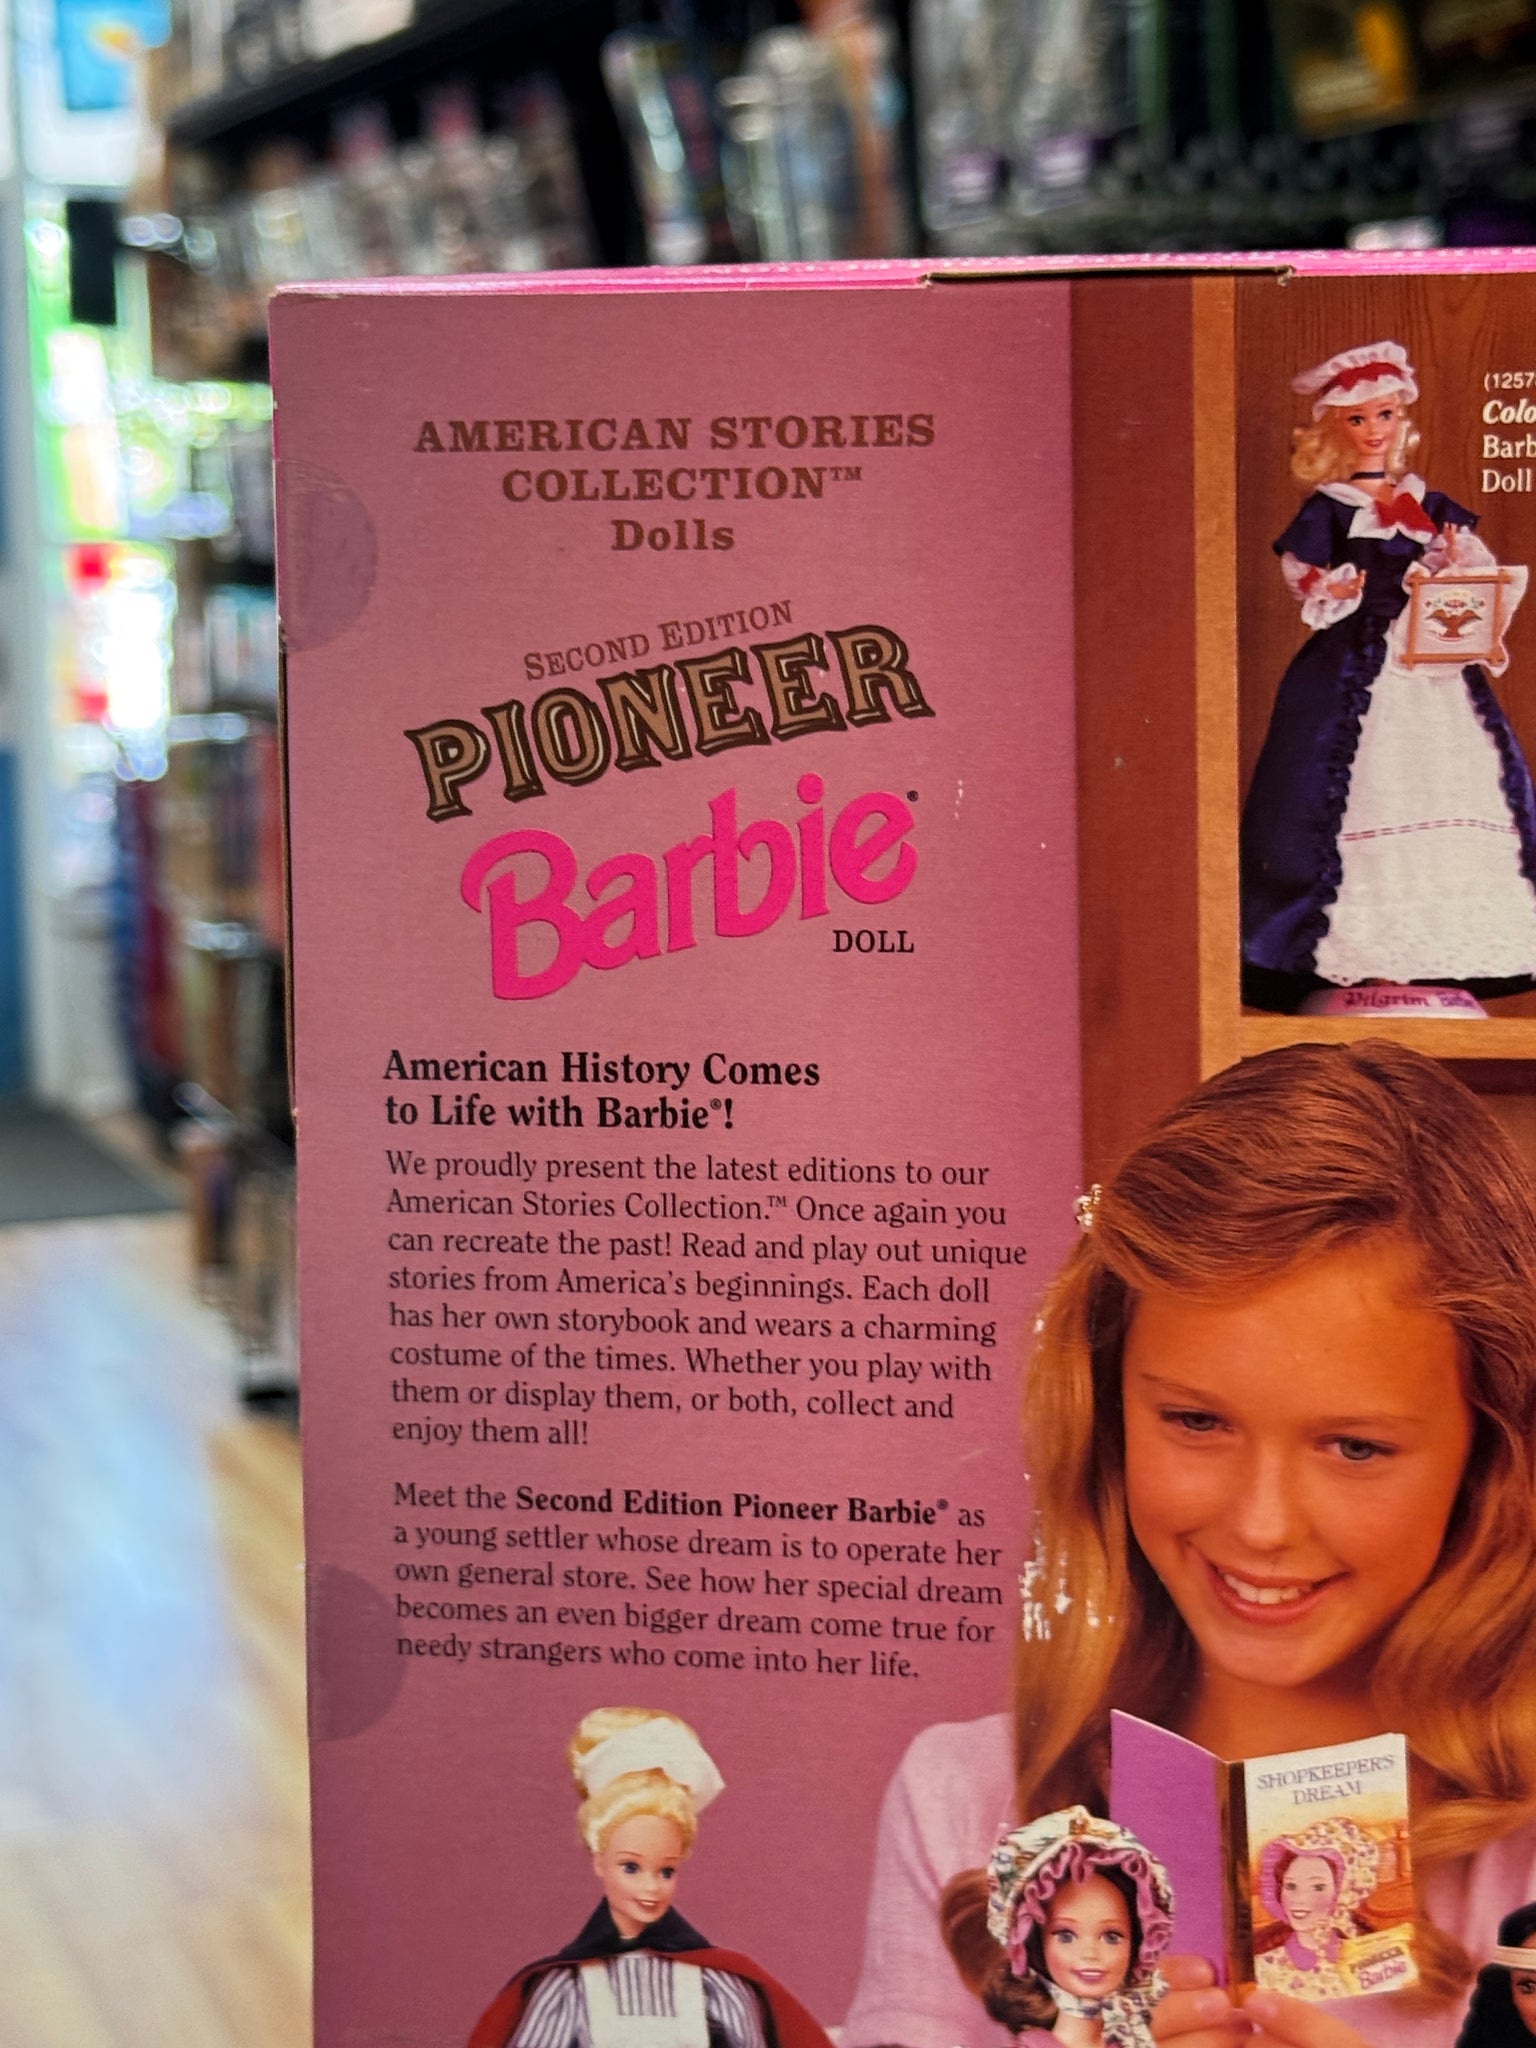 AMERICAN STORIES
COLLECTION™
Dolls
SECOND EDITION
PIONEER
Barbie®
DOLL
American History Comes
to Life with Barbie®!
We proudly present the latest editions to our
American Stories Collection.™ Once again you
can recreate the past! Read and play out unique
stories from America's beginnings. Each doll
has her own storybook and wears a charming
costume of the times. Whether you play with
them or display them, or both, collect and
enjoy them all!
Meet the Second Edition Pioneer Barbie® as
a young settler whose dream is to operate her
own general store. See how her special dream
becomes an even bigger dream come true for
needy strangers who come into her life.
(1257
Colo
Barb
Doll
Pilgrim Barbie
SHOPKEEPER'S
DREAM
PIONEER
Barbie